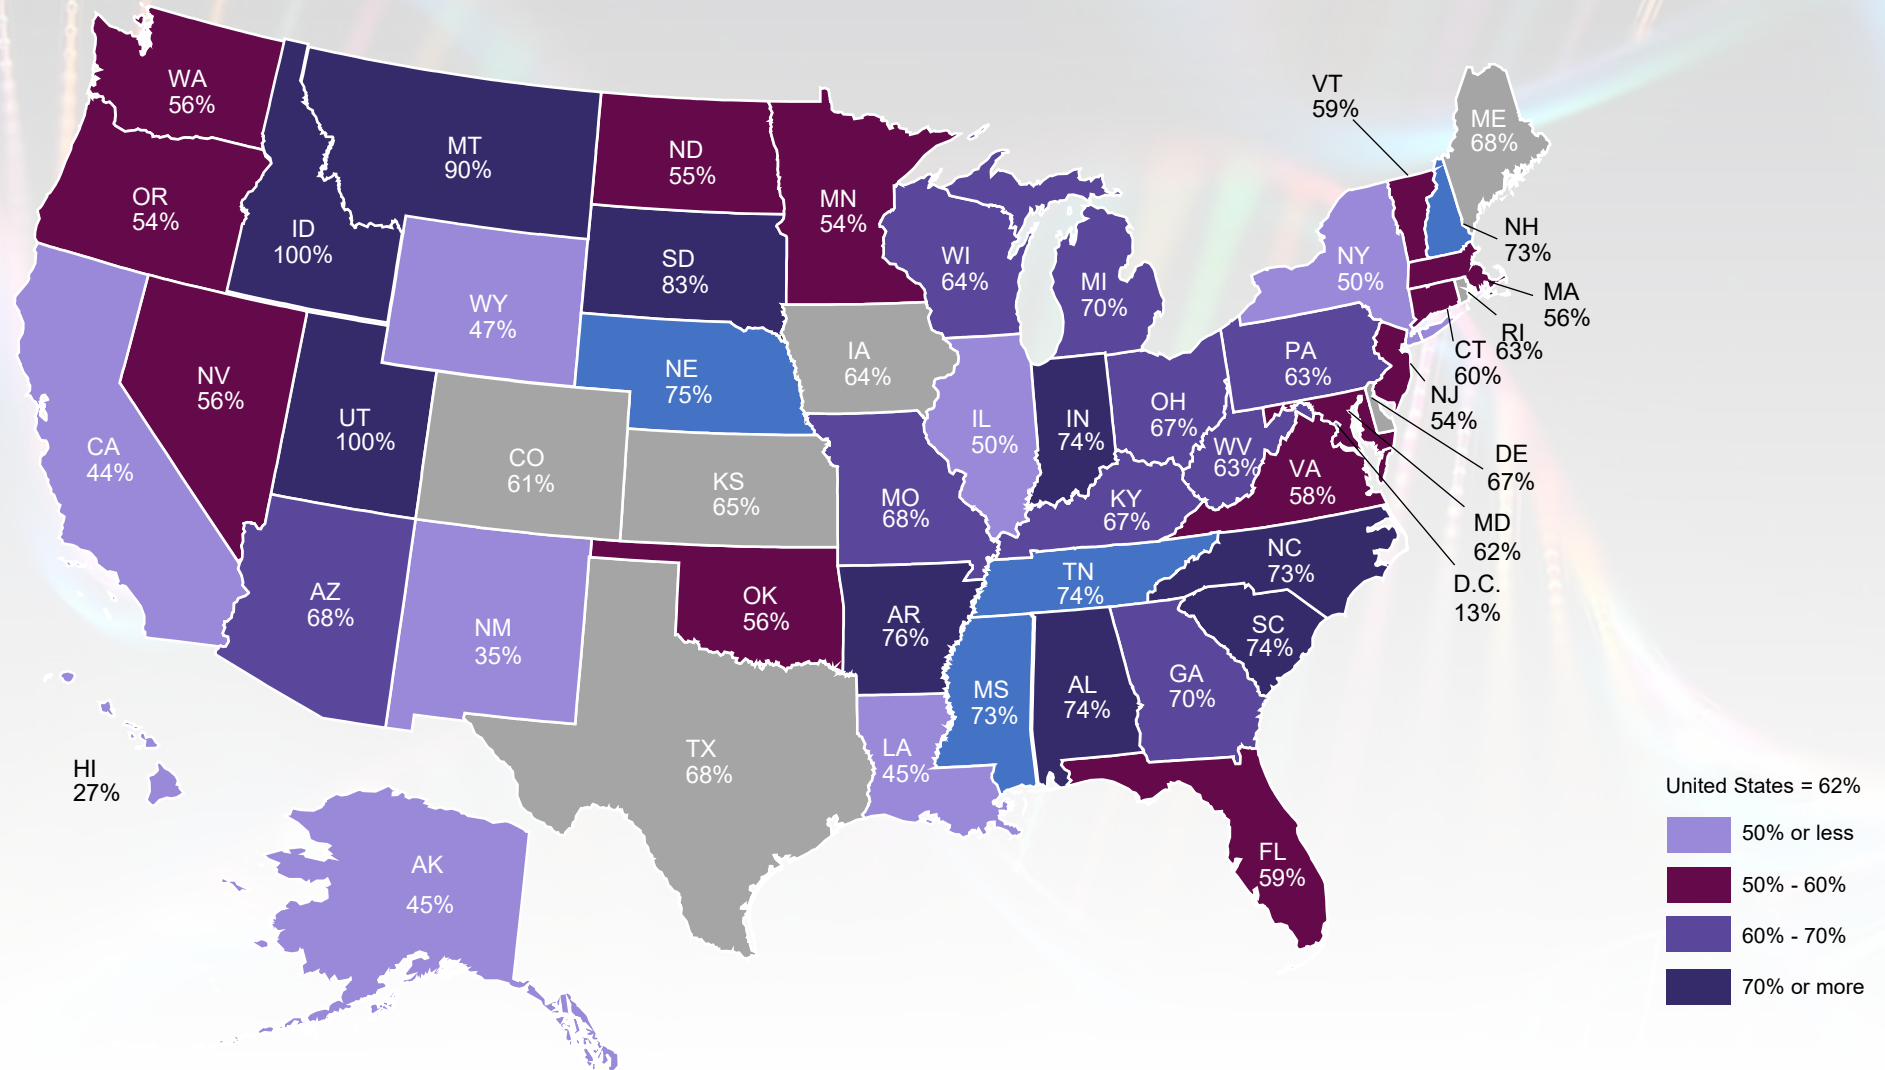 WA
56%
OR
54%
CA
44%
NV
56%
ID
100%
MT
90%
WY
47%
UT
100%
CO
61%
AZ
68%
NM
35%
ND
55%
SD
83%
NE
75%
KS
65%
OK
56%
TX
68%
MN
54%
IA
64%
MO
68%
AR
76%
LA
45%
WI
64%
IL
50%
MI
70%
IN
74%
OH
67%
KY
67%
TN
74%
MS
73%
AL
74%
GA
70%
FL
59%
SC
74%
NC
73%
VA
58%
WV
63%
PA
63%
NY
50%
VT
59%
ME
68%
NH
73%
MA
56%
RI
63%
CT
60%
NJ
54%
DE
67%
MD
62%
D.C.
13%
HI
27%
AK
45%
United States = 62%
50% or less
50% - 60%
60% - 70%
70% or more